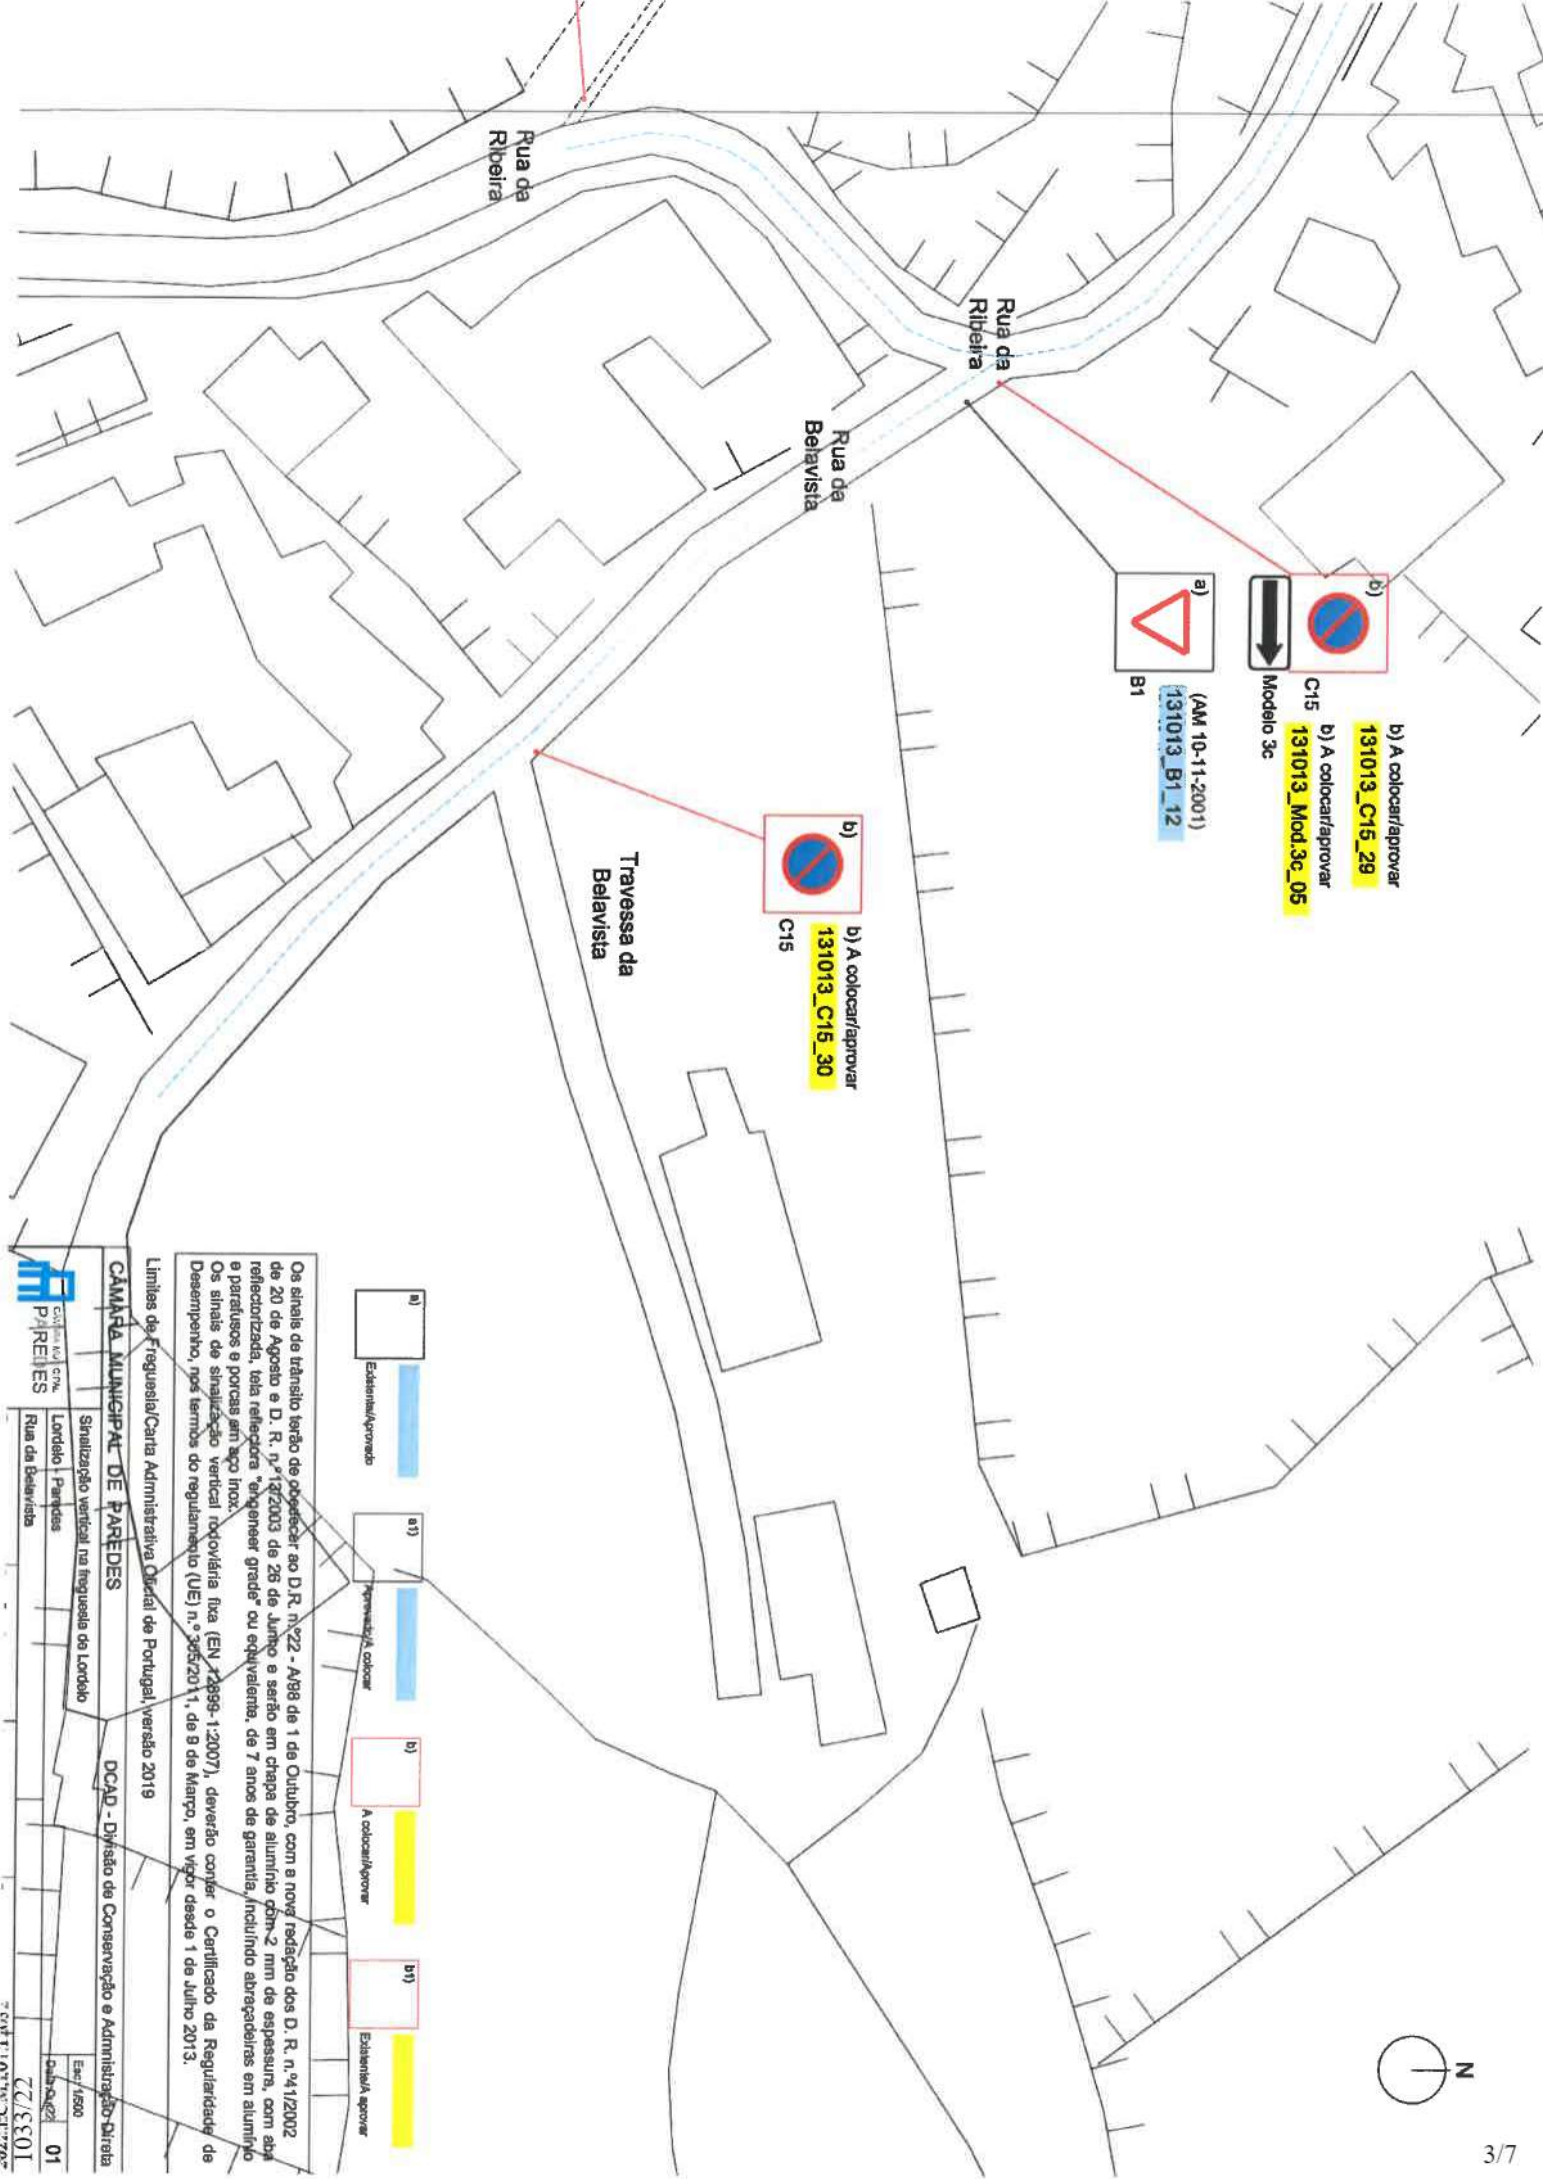 3/7
N
b)
b) A colocar/aprovar
131013_C15_29
C15
b) A colocar/aprovar
131013_Mod.3c_05
Modelo 3c
a)
(AM 10-11-2001)
131013_B1_12
B1
Rua da
Ribeira
Rua da
Ribeira
Rua da
Belavista
b)
b) A colocar/aprovar
131013_C15_30
C15
Travessa da
Belavista
a)
Existente/Aprovado
a1)
Aprovado/A colocar
b)
A colocar/Aprovar
b1)
Existente/A aprovar
Os sinais de trânsito terão de obedecer ao D.R. n.º22 - A/98 de 1 de Outubro, com a nova redação dos D. R. n.º41/2002
de 20 de Agosto e D. R. n.º13/2003 de 26 de Junho e serão em chapa de alumínio com 2 mm de espessura, com aba
reflectorizada, tela reflectora "engeneer grade" ou equivalente, de 7 anos de garantia, incluíndo abraçadeiras em alumínio
e parafusos e porcas em aço inox.
Os sinais de sinalização vertical rodoviária fixa (EN 12899-1:2007), deverão conter o Certificado da Regularidade de
Desempenho, nos termos do regulamento (UE) n.º 305/2011, de 9 de Março, em vigor desde 1 de Julho 2013.
Limites de Freguesia/Carta Admnistrativa Oficial de Portugal, versão 2019
CÂMARA MUNICIPAL DE PAREDES
DCAD - Divisão de Conservação e Admnistração Direta
CÂMARA MUNICIPAL
PAREDES
Sinalização vertical na freguesia de Lordelo
Esc: 1/500
Lordelo - Paredes
01
Rua da Belavista
1033/22